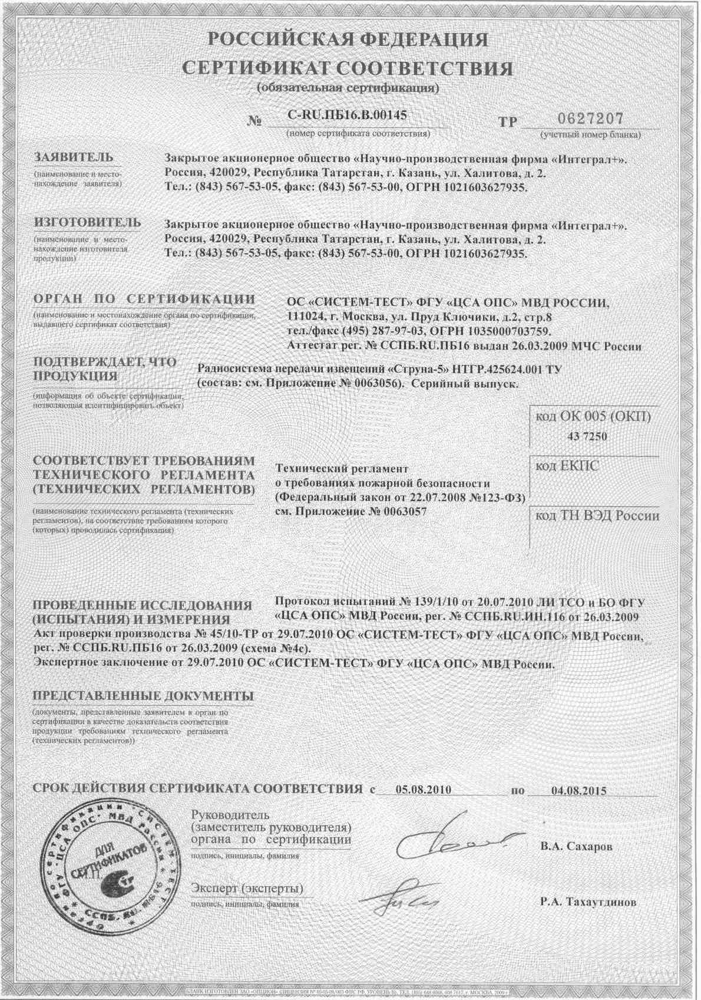 РОССИЙСКАЯ ФЕДЕРАЦИЯ
СЕРТИФИКАТ СООТВЕТСТВИЯ
(обязательная сертификация)
№ C-RU.ПБ16.В.00145
(номер сертификата соответствия)
ТР 0627207
(учетный номер бланка)
ЗАЯВИТЕЛЬ
(наименование и место-
нахождение заявителя)
Закрытое акционерное общество «Научно-производственная фирма «Интеграл+».
Россия, 420029, Республика Татарстан, г. Казань, ул. Халитова, д. 2.
Тел.: (843) 567-53-05, факс: (843) 567-53-00, ОГРН 1021603627935.
ИЗГОТОВИТЕЛЬ
(наименование и место-
нахождение изготовителя
продукции)
Закрытое акционерное общество «Научно-производственная фирма «Интеграл+».
Россия, 420029, Республика Татарстан, г. Казань, ул. Халитова, д. 2.
Тел.: (843) 567-53-05, факс: (843) 567-53-00, ОГРН 1021603627935.
ОРГАН ПО СЕРТИФИКАЦИИ
(наименование и местонахождение органа по сертификации,
выдавшего сертификат соответствия)
ОС «СИСТЕМ-ТЕСТ» ФГУ «ЦСА ОПС» МВД РОССИИ,
111024, г. Москва, ул. Пруд Ключики, д.2, стр.8
тел./факс (495) 287-97-03, ОГРН 1035000703759.
Аттестат рег. № ССПБ.RU.ПБ16 выдан 26.03.2009 МЧС России
ПОДТВЕРЖДАЕТ, ЧТО
ПРОДУКЦИЯ
(информация об объекте сертификации,
позволяющая идентифицировать объект)
Радиосистема передачи извещений «Струна-5» НТГР.425624.001 ТУ
(состав: см. Приложение № 0063056). Серийный выпуск.
код ОК 005 (ОКП)
43 7250
код ЕКПС
код ТН ВЭД России
СООТВЕТСТВУЕТ ТРЕБОВАНИЯМ
ТЕХНИЧЕСКОГО РЕГЛАМЕНТА
(ТЕХНИЧЕСКИХ РЕГЛАМЕНТОВ)
(наименование технического регламента (технических
регламентов), на соответствие требованиям которого
(которых) проводилась сертификация)
Технический регламент
о требованиях пожарной безопасности
(Федеральный закон от 22.07.2008 №123-ФЗ)
см. Приложение № 0063057
ПРОВЕДЕННЫЕ ИССЛЕДОВАНИЯ
(ИСПЫТАНИЯ) И ИЗМЕРЕНИЯ
Протокол испытаний № 139/1/10 от 20.07.2010 ЛИ ТСО и БО ФГУ
«ЦСА ОПС» МВД России, рег. № ССПБ.RU.ИН.116 от 26.03.2009
Акт проверки производства № 45/10-ТР от 29.07.2010 ОС «СИСТЕМ-ТЕСТ» ФГУ «ЦСА ОПС» МВД России,
рег. № ССПБ.RU.ПБ16 от 26.03.2009 (схема №4с).
Экспертное заключение от 29.07.2010 ОС «СИСТЕМ-ТЕСТ» ФГУ «ЦСА ОПС» МВД России.
ПРЕДСТАВЛЕННЫЕ ДОКУМЕНТЫ
(документы, представленные заявителем в орган по
сертификации в качестве доказательств соответствия
продукции требованиям технического регламента
(технических регламентов))
СРОК ДЕЙСТВИЯ СЕРТИФИКАТА СООТВЕТСТВИЯ с 05.08.2010 по 04.08.2015
Руководитель
(заместитель руководителя)
органа по сертификации
подпись, инициалы, фамилия
В.А. Сахаров
М.П.
Орган по сертификации "СИСТЕМ-ТЕСТ"
ФГУ "ЦСА ОПС" МВД России
ДЛЯ
СЕРТИФИКАТОВ
ССПБ.RU.ПБ16
Эксперт (эксперты)
подпись, инициалы, фамилия
Р.А. Тахаутдинов